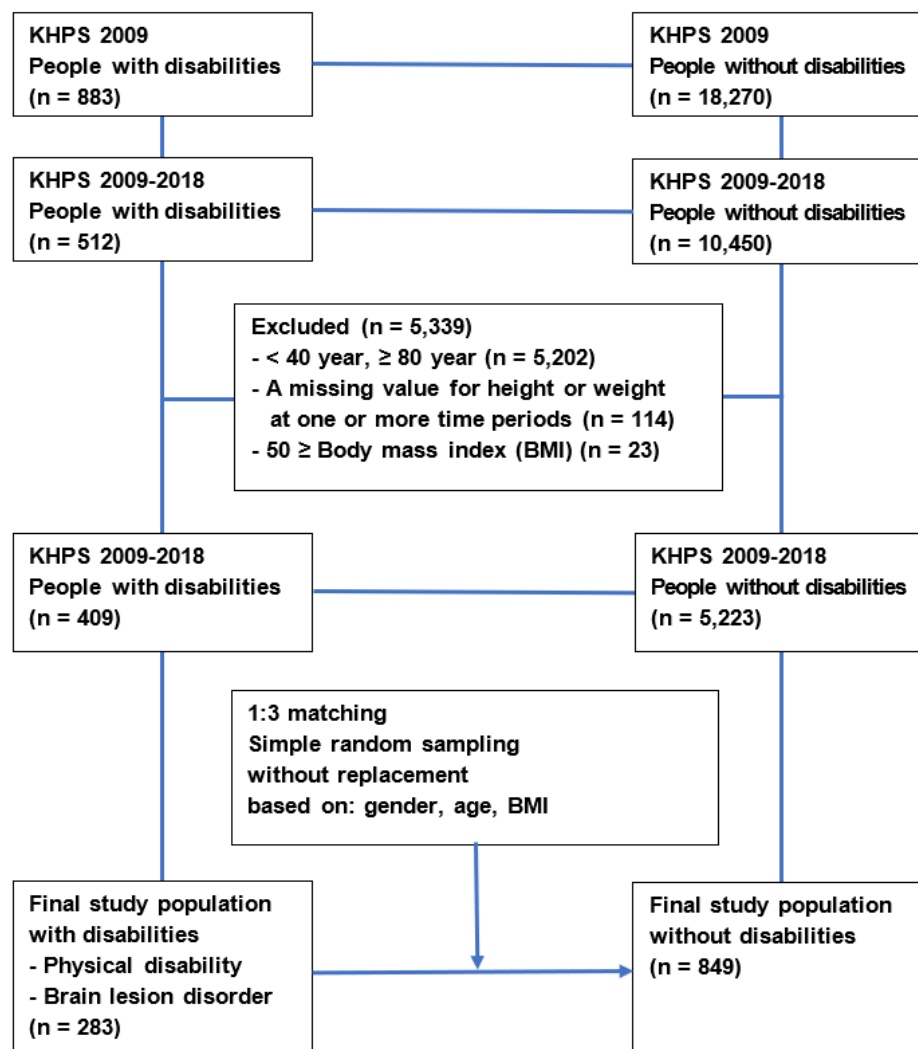 KHPS 2009
People with disabilities
(n = 883)
KHPS 2009
People without disabilities
(n = 18,270)
KHPS 2009-2018
People with disabilities
(n = 512)
KHPS 2009-2018
People without disabilities
(n = 10,450)
Excluded (n = 5,339)
- < 40 year, ≥ 80 year (n = 5,202)
- A missing value for height or weight
at one or more time periods (n = 114)
- 50 ≥ Body mass index (BMI) (n = 23)
KHPS 2009-2018
People with disabilities
(n = 409)
KHPS 2009-2018
People without disabilities
(n = 5,223)
1:3 matching
Simple random sampling
without replacement
based on: gender, age, BMI
Final study population
with disabilities
- Physical disability
- Brain lesion disorder
(n = 283)
Final study population
without disabilities
(n = 849)